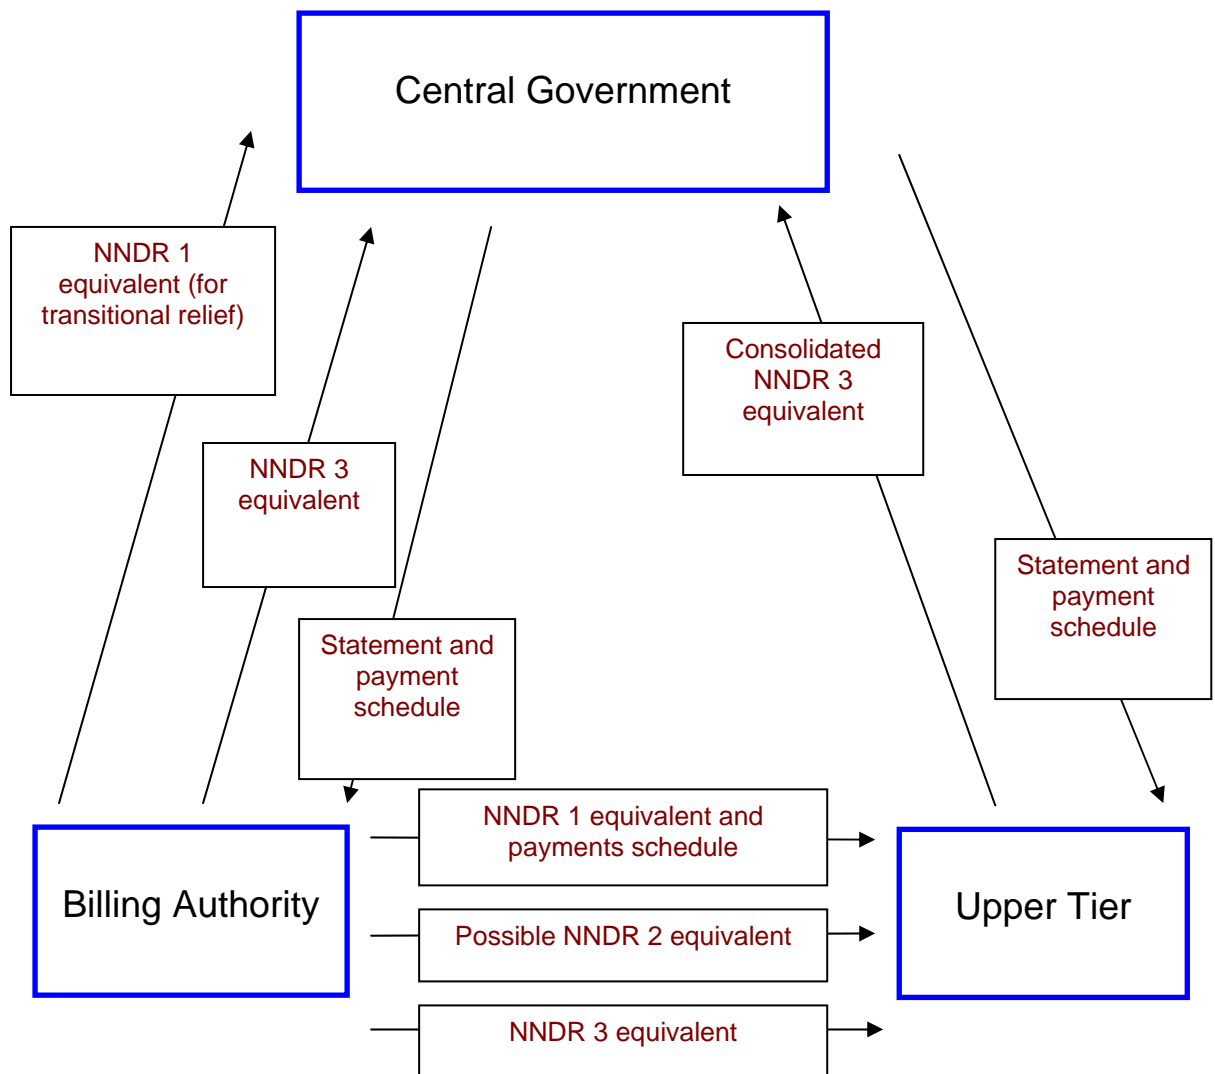 Central Government
NNDR 1
equivalent (for
transitional relief)
Consolidated
NNDR 3
equivalent
NNDR 3
equivalent
Statement and
payment
schedule
Statement and
payment
schedule
NNDR 1 equivalent and
payments schedule
Billing Authority
Upper Tier
Possible NNDR 2 equivalent
NNDR 3 equivalent